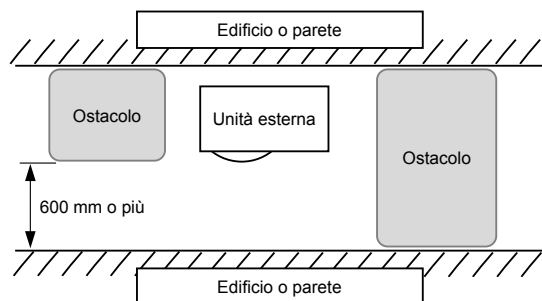 Edificio o parete
Ostacolo
Unità esterna
Ostacolo
600 mm o più
Edificio o parete